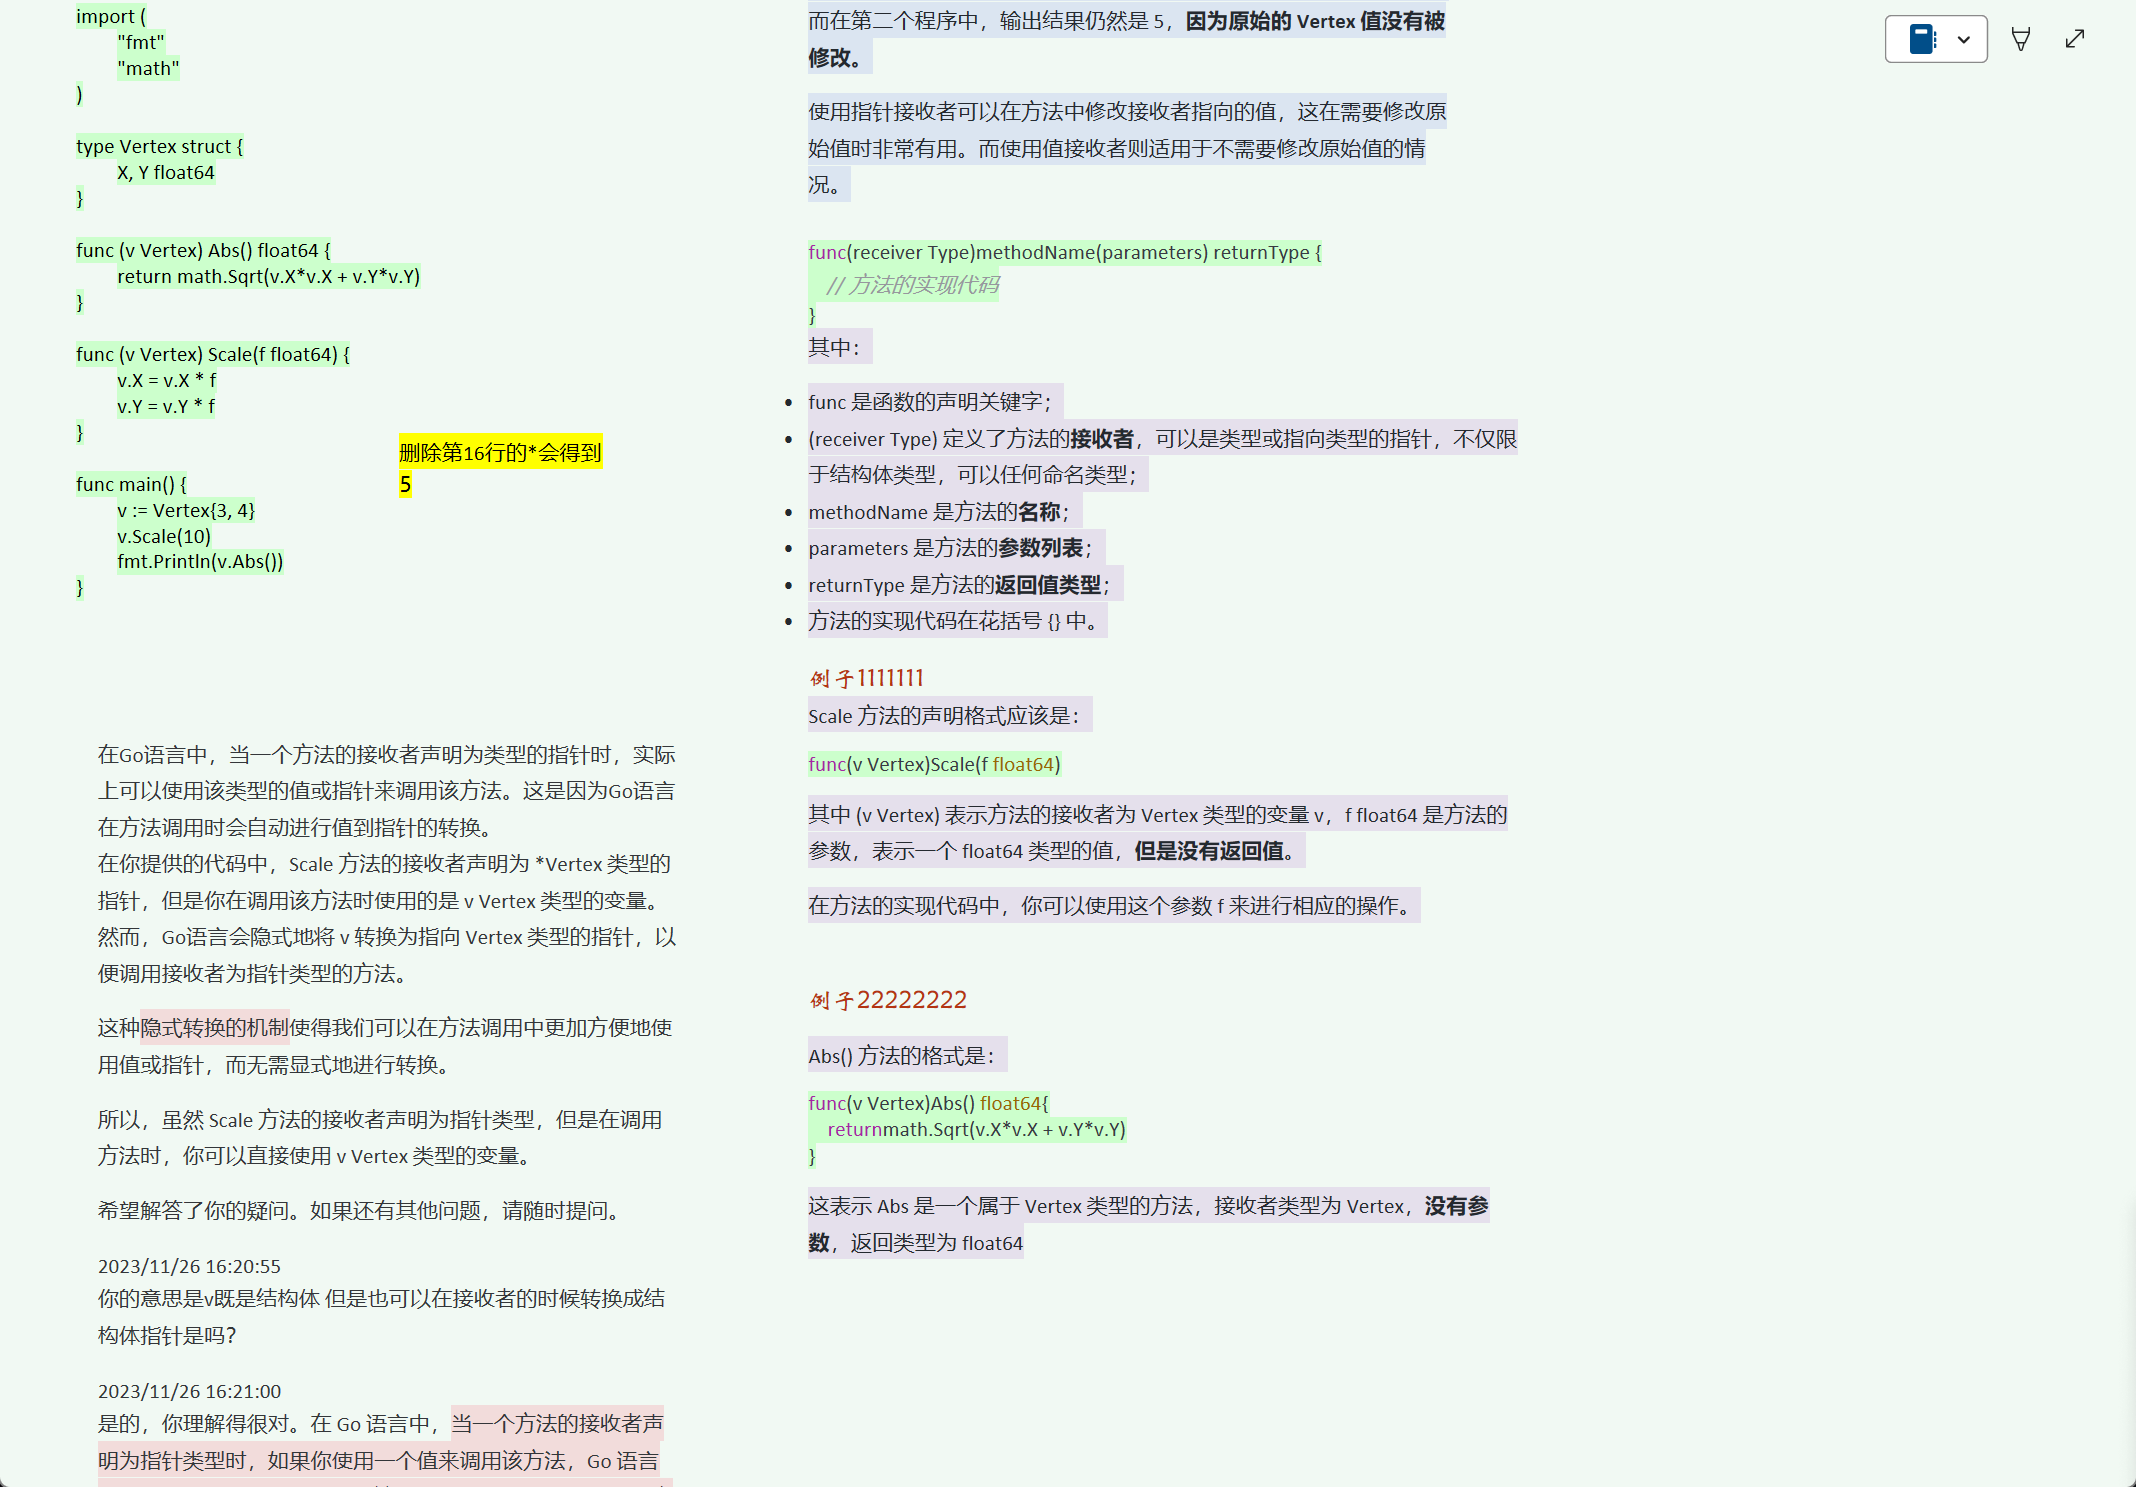 import (
"fmt"
"math"
)
type Vertex struct {
X, Y float64
}
func (v Vertex) Abs() float64 {
return math.Sqrt(v.X*v.X + v.Y*v.Y)
}
func (v Vertex) Scale(f float64) {
v.X = v.X * f
v.Y = v.Y * f
}
func main() {
v := Vertex{3, 4}
v.Scale(10)
fmt.Println(v.Abs())
}
删除第16行的*会得到
5
在Go语言中，当一个方法的接收者声明为类型的指针时，实际
上可以使用该类型的值或指针来调用该方法。这是因为Go语言
在方法调用时会自动进行值到指针的转换。
在你提供的代码中，Scale 方法的接收者声明为 *Vertex 类型的
指针，但是你在调用该方法时使用的是 v Vertex 类型的变量。
然而，Go语言会隐式地将 v 转换为指向 Vertex 类型的指针，以
便调用接收者为指针类型的方法。
这种隐式转换的机制使得我们可以在方法调用中更加方便地使
用值或指针，而无需显式地进行转换。
所以，虽然 Scale 方法的接收者声明为指针类型，但是在调用
方法时，你可以直接使用 v Vertex 类型的变量。
希望解答了你的疑问。如果还有其他问题，请随时提问。
2023/11/26 16:20:55
你的意思是v既是结构体 但是也可以在接收者的时候转换成结
构体指针是吗？
2023/11/26 16:21:00
是的，你理解得很对。在 Go 语言中，当一个方法的接收者声
明为指针类型时，如果你使用一个值来调用该方法，Go 语言
而在第二个程序中，输出结果仍然是 5，因为原始的 Vertex 值没有被
修改。
使用指针接收者可以在方法中修改接收者指向的值，这在需要修改原
始值时非常有用。而使用值接收者则适用于不需要修改原始值的情
况。
func(receiver Type)methodName(parameters) returnType {
// 方法的实现代码
}
其中：
• func 是函数的声明关键字；
• (receiver Type) 定义了方法的接收者，可以是类型或指向类型的指针，不仅限
于结构体类型，可以任何命名类型；
• methodName 是方法的名称；
• parameters 是方法的参数列表；
• returnType 是方法的返回值类型；
• 方法的实现代码在花括号 {} 中。
例子1111111
Scale 方法的声明格式应该是：
func(v Vertex)Scale(f float64)
其中 (v Vertex) 表示方法的接收者为 Vertex 类型的变量 v，f float64 是方法的
参数，表示一个 float64 类型的值，但是没有返回值。
在方法的实现代码中，你可以使用这个参数 f 来进行相应的操作。
例子22222222
Abs() 方法的格式是：
func(v Vertex)Abs() float64{
returnmath.Sqrt(v.X*v.X + v.Y*v.Y)
}
这表示 Abs 是一个属于 Vertex 类型的方法，接收者类型为 Vertex，没有参
数，返回类型为 float64